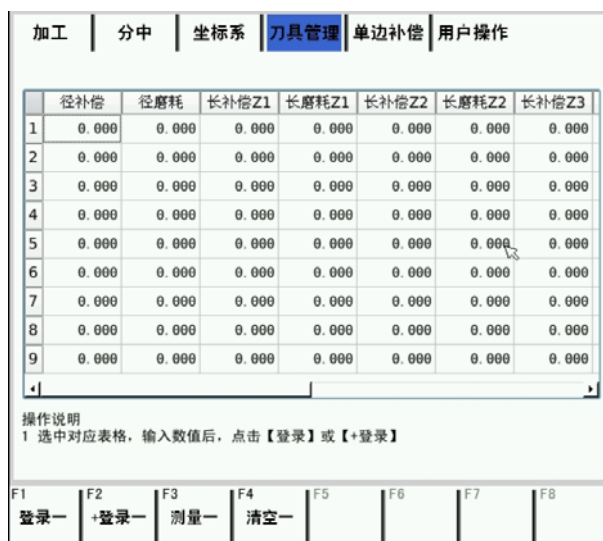 加工 分中 坐标系 刀具管理 单边补偿 用户操作
径补偿 径磨耗 长补偿Z1 长磨耗Z1 长补偿Z2 长磨耗Z2 长补偿Z3
1 0.000 0.000 0.000 0.000 0.000 0.000 0.000
2 0.000 0.000 0.000 0.000 0.000 0.000 0.000
3 0.000 0.000 0.000 0.000 0.000 0.000 0.000
4 0.000 0.000 0.000 0.000 0.000 0.000 0.000
5 0.000 0.000 0.000 0.000 0.000 0.000 0.000
6 0.000 0.000 0.000 0.000 0.000 0.000 0.000
7 0.000 0.000 0.000 0.000 0.000 0.000 0.000
8 0.000 0.000 0.000 0.000 0.000 0.000 0.000
9 0.000 0.000 0.000 0.000 0.000 0.000 0.000
操作说明
1 选中对应表格，输入数值后，点击【登录】或【+登录】
F1 F2 F3 F4 F5 F6 F7 F8
登录一 +登录一 测量一 清空一